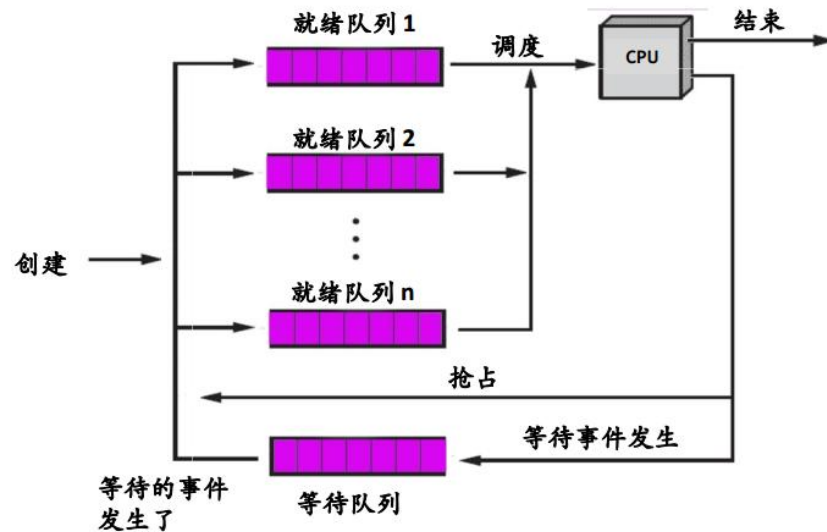 就绪队列 1
调度
CPU
结束
就绪队列 2
创建
就绪队列 n
抢占
等待事件发生
等待的事件
发生了
等待队列